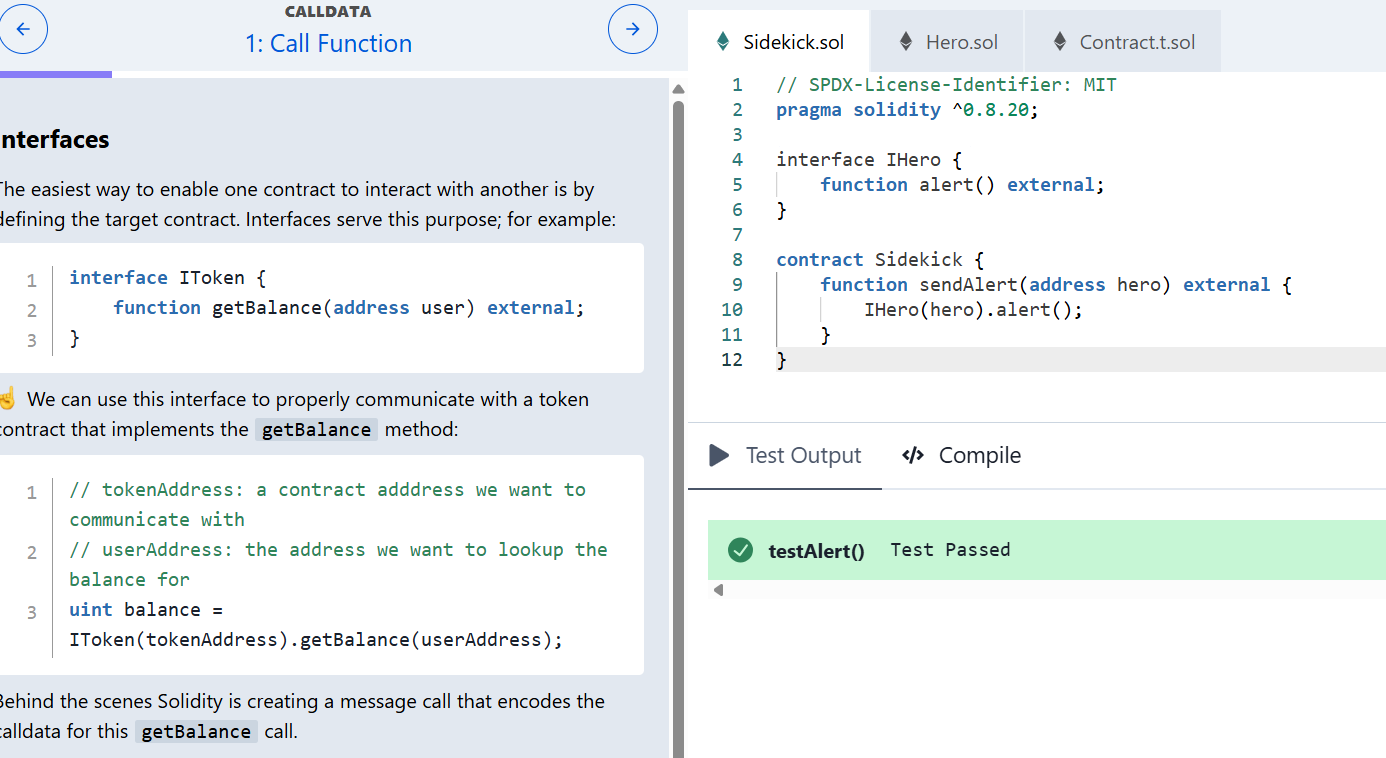 CALLDATA
1: Call Function
nterfaces
The easiest way to enable one contract to interact with another is by
defining the target contract. Interfaces serve this purpose; for example:
1 interface IToken {
2 function getBalance(address user) external;
3 }
☝ We can use this interface to properly communicate with a token
contract that implements the getBalance method:
1 // tokenAddress: a contract adddress we want to
communicate with
2 // userAddress: the address we want to lookup the
balance for
3 uint balance =
IToken(tokenAddress).getBalance(userAddress);
Behind the scenes Solidity is creating a message call that encodes the
calldata for this getBalance call.
Sidekick.sol
Hero.sol
Contract.t.sol
1 // SPDX-License-Identifier: MIT
2 pragma solidity ^0.8.20;
3
4 interface IHero {
5 function alert() external;
6 }
7
8 contract Sidekick {
9 function sendAlert(address hero) external {
10 IHero(hero).alert();
11 }
12 }
Test Output
</> Compile
testAlert() Test Passed